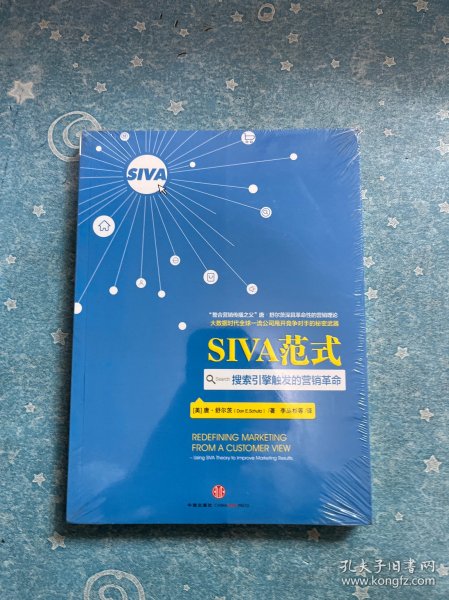 SIVA
“整合营销传播之父”唐·舒尔茨深具革命性的营销理论
大数据时代全球一流公司甩开竞争对手的秘密武器
SIVA范式
Search 搜索引擎触发的营销革命
[美] 唐·舒尔茨 ( Don E.Schultz ) /著 李丛杉等/译
REDEFINING MARKETING
FROM A CUSTOMER VIEW
– Using SIVA Theory to Improve Marketing Results.
中信出版社 CHINA CITIC PRESS
孔夫子旧书网
www.kongfz.com